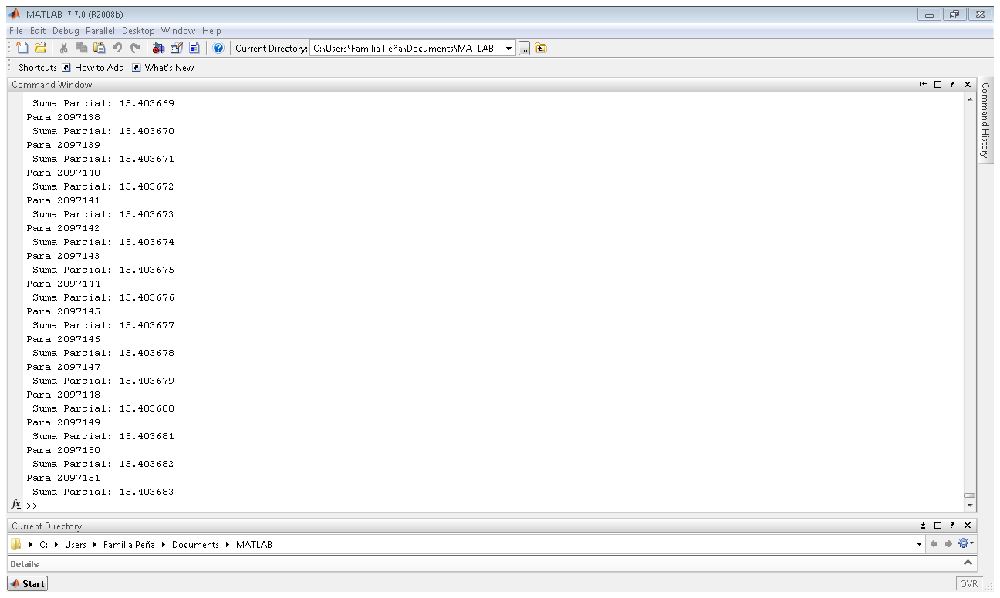 MATLAB 7.7.0 (R2008b)
File Edit Debug Parallel Desktop Window Help
Current Directory: C:\Users\Familia Peña\Documents\MATLAB ...
Shortcuts How to Add What's New
Command Window
Command History
Suma Parcial: 15.403669
Para 2097138
Suma Parcial: 15.403670
Para 2097139
Suma Parcial: 15.403671
Para 2097140
Suma Parcial: 15.403672
Para 2097141
Suma Parcial: 15.403673
Para 2097142
Suma Parcial: 15.403674
Para 2097143
Suma Parcial: 15.403675
Para 2097144
Suma Parcial: 15.403676
Para 2097145
Suma Parcial: 15.403677
Para 2097146
Suma Parcial: 15.403678
Para 2097147
Suma Parcial: 15.403679
Para 2097148
Suma Parcial: 15.403680
Para 2097149
Suma Parcial: 15.403681
Para 2097150
Suma Parcial: 15.403682
Para 2097151
Suma Parcial: 15.403683
fx >>
Current Directory
C: Users Familia Peña Documents MATLAB
Details
Start
OVR